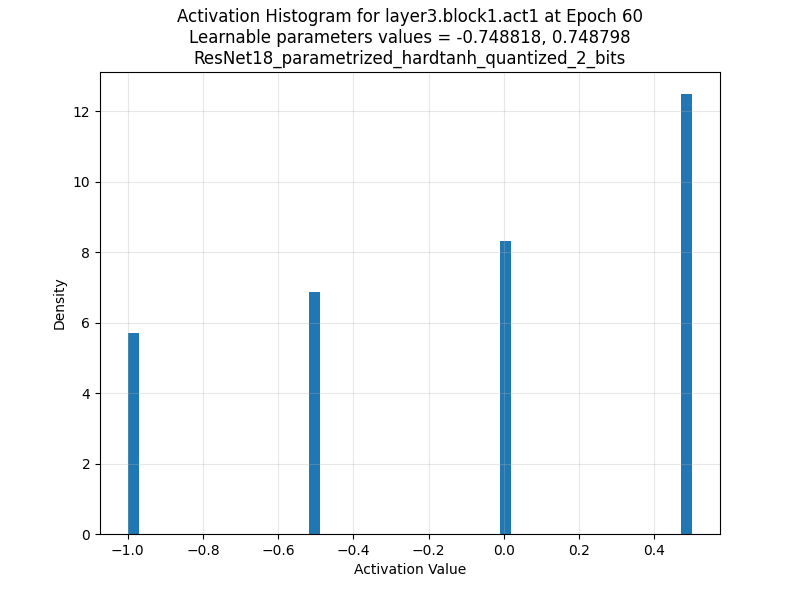 Activation Histogram for layer3.block1.act1 at Epoch 60
Learnable parameters values = -0.748818, 0.748798
ResNet18_parametrized_hardtanh_quantized_2_bits
12
10
8
6
4
2
0
Density
−1.0 −0.8 −0.6 −0.4 −0.2 0.0 0.2 0.4
Activation Value